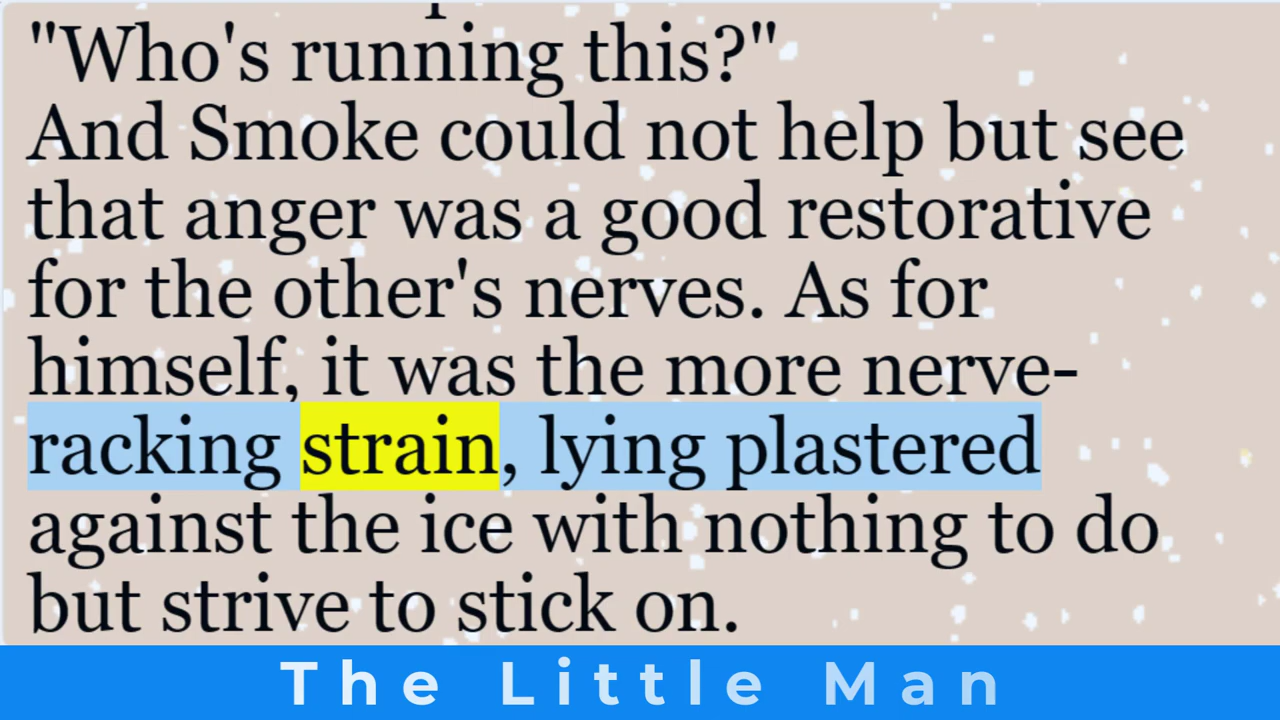 "Who's running this?"
And Smoke could not help but see
that anger was a good restorative
for the other's nerves. As for
himself, it was the more nerve-
racking strain, lying plastered
against the ice with nothing to do
but strive to stick on.
The Little Man